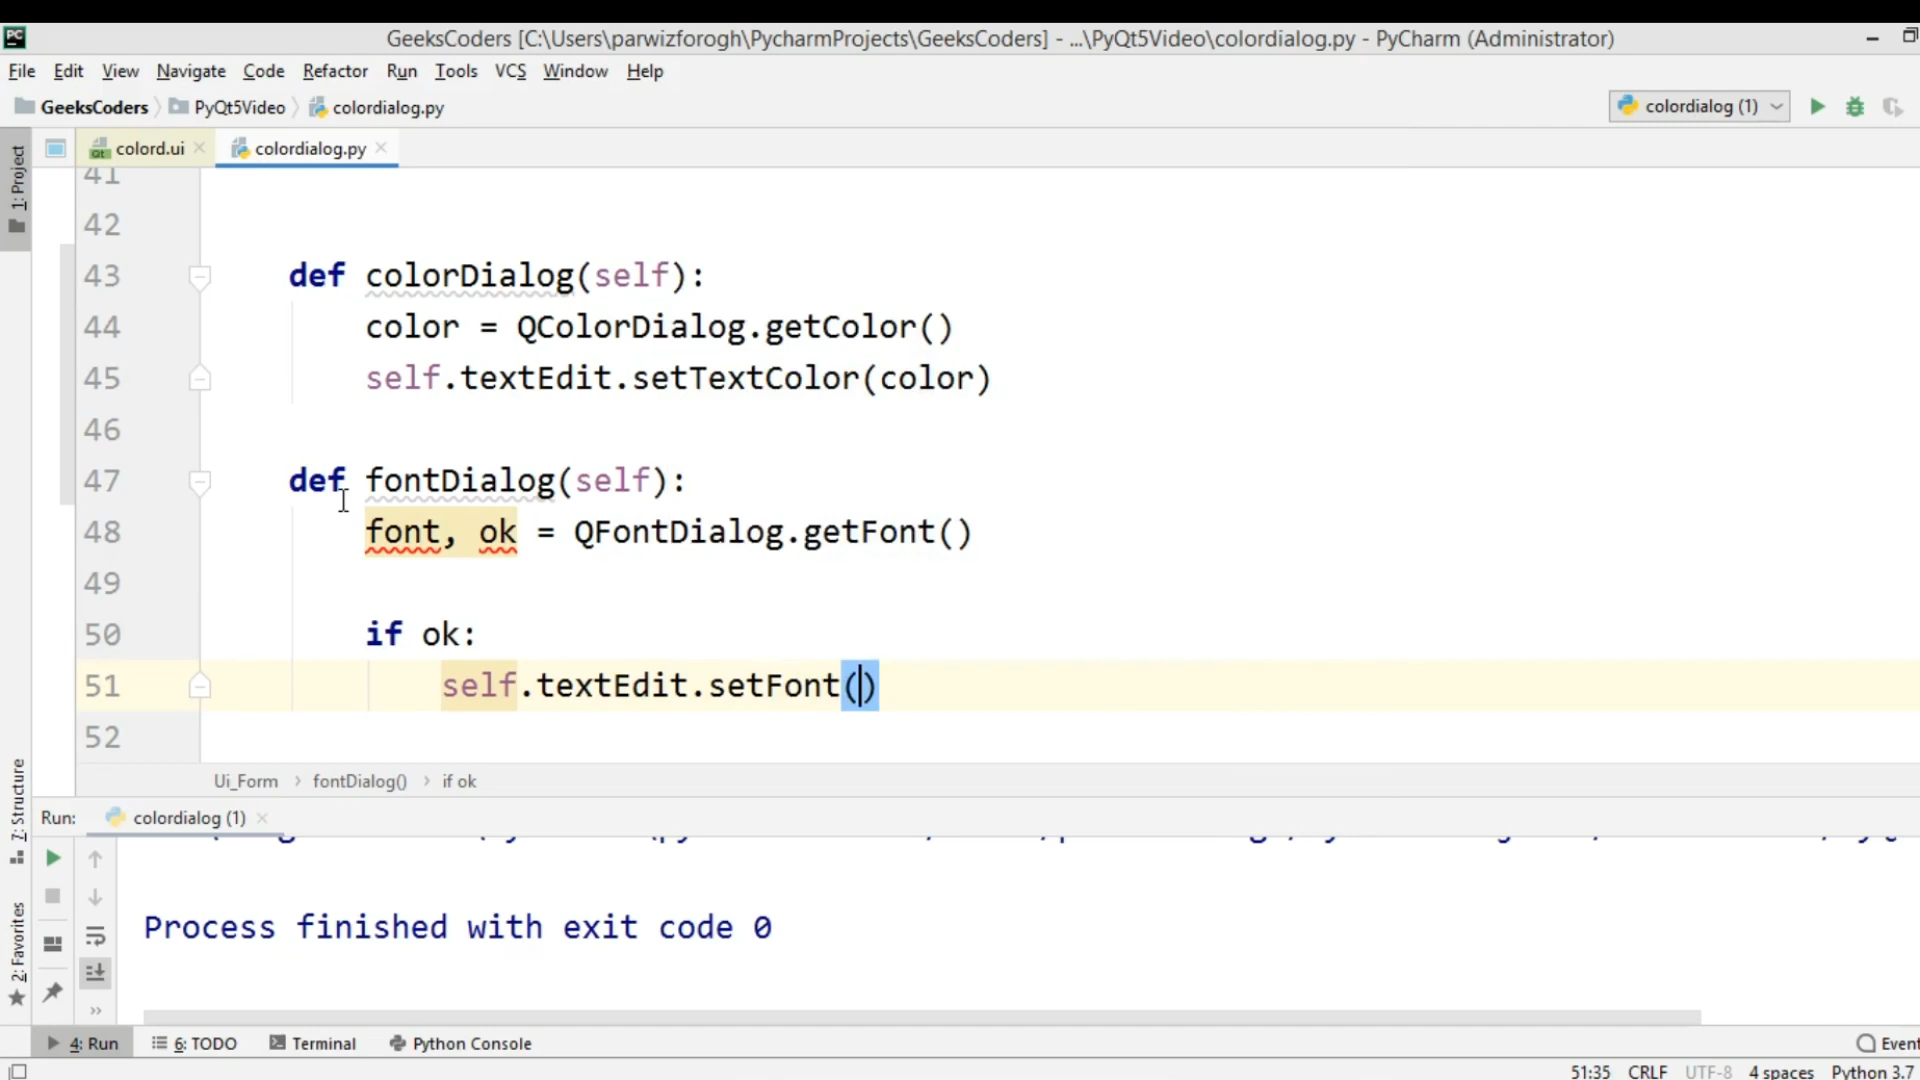 PC
GeeksCoders [C:\Users\parwizforogh\PycharmProjects\GeeksCoders] - ...\PyQt5Video\colordialog.py - PyCharm (Administrator)
File Edit View Navigate Code Refactor Run Tools VCS Window Help
GeeksCoders PyQt5Video colordialog.py
colordialog (1)
1: Project
Qt colord.ui colordialog.py
41
42
43 def colorDialog(self):
44 color = QColorDialog.getColor()
45 self.textEdit.setTextColor(color)
46
47 def fontDialog(self):
48 font, ok = QFontDialog.getFont()
49
50 if ok:
51 self.textEdit.setFont()
52
Ui_Form › fontDialog() › if ok
7: Structure
Run: colordialog (1)
Process finished with exit code 0
2: Favorites
4: Run 6: TODO Terminal Python Console Event
51:35 CRLF UTF-8 4 spaces Python 3.7